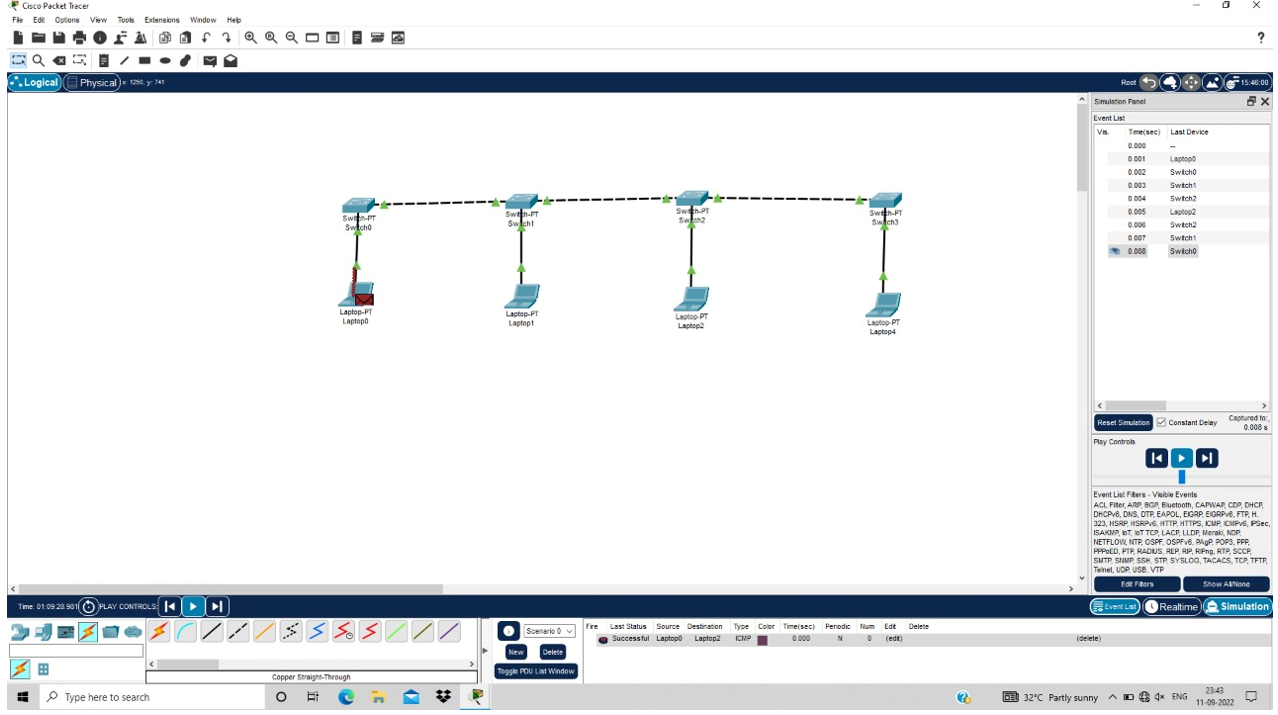 Cisco Packet Tracer
File Edit Options View Tools Extensions Window Help
?
Logical Physical x: 1250, y: 741 Root 15:46:00
Simulation Panel
Event List
Vis. Time(sec) Last Device
0.000 --
0.001 Laptop0
0.002 Switch0
0.003 Switch1
0.004 Switch2
0.005 Laptop2
0.006 Switch2
0.007 Switch1
0.008 Switch0
Switch-PT
Switch0
Switch-PT
Switch1
Switch-PT
Switch2
Switch-PT
Switch3
Laptop-PT
Laptop0
Laptop-PT
Laptop1
Laptop-PT
Laptop2
Laptop-PT
Laptop4
Reset Simulation Constant Delay Captured to:
0.008 s
Play Controls
Event List Filters - Visible Events
ACL Filter, ARP, BGP, Bluetooth, CAPWAP, CDP, DHCP,
DHCPv6, DNS, DTP, EAPOL, EIGRP, EIGRPv6, FTP, H.
323, HSRP, HSRPv6, HTTP, HTTPS, ICMP, ICMPv6, IPSec,
ISAKMP, IoT, IoT TCP, LACP, LLDP, Meraki, NDP,
NETFLOW, NTP, OSPF, OSPFv6, PAgP, POP3, PPP,
PPPoED, PTP, RADIUS, REP, RIP, RIPng, RTP, SCCP,
SMTP, SNMP, SSH, STP, SYSLOG, TACACS, TCP, TFTP,
Telnet, UDP, USB, VTP
Edit Filters Show All/None
Time: 01:09:28.981 PLAY CONTROLS: Event List Realtime Simulation
Scenario 0
New Delete
Toggle PDU List Window
Fire Last Status Source Destination Type Color Time(sec) Periodic Num Edit Delete
Successful Laptop0 Laptop2 ICMP 0.000 N 0 (edit) (delete)
Copper Straight-Through
Type here to search
32°C Partly sunny ENG 23:43
11-09-2022